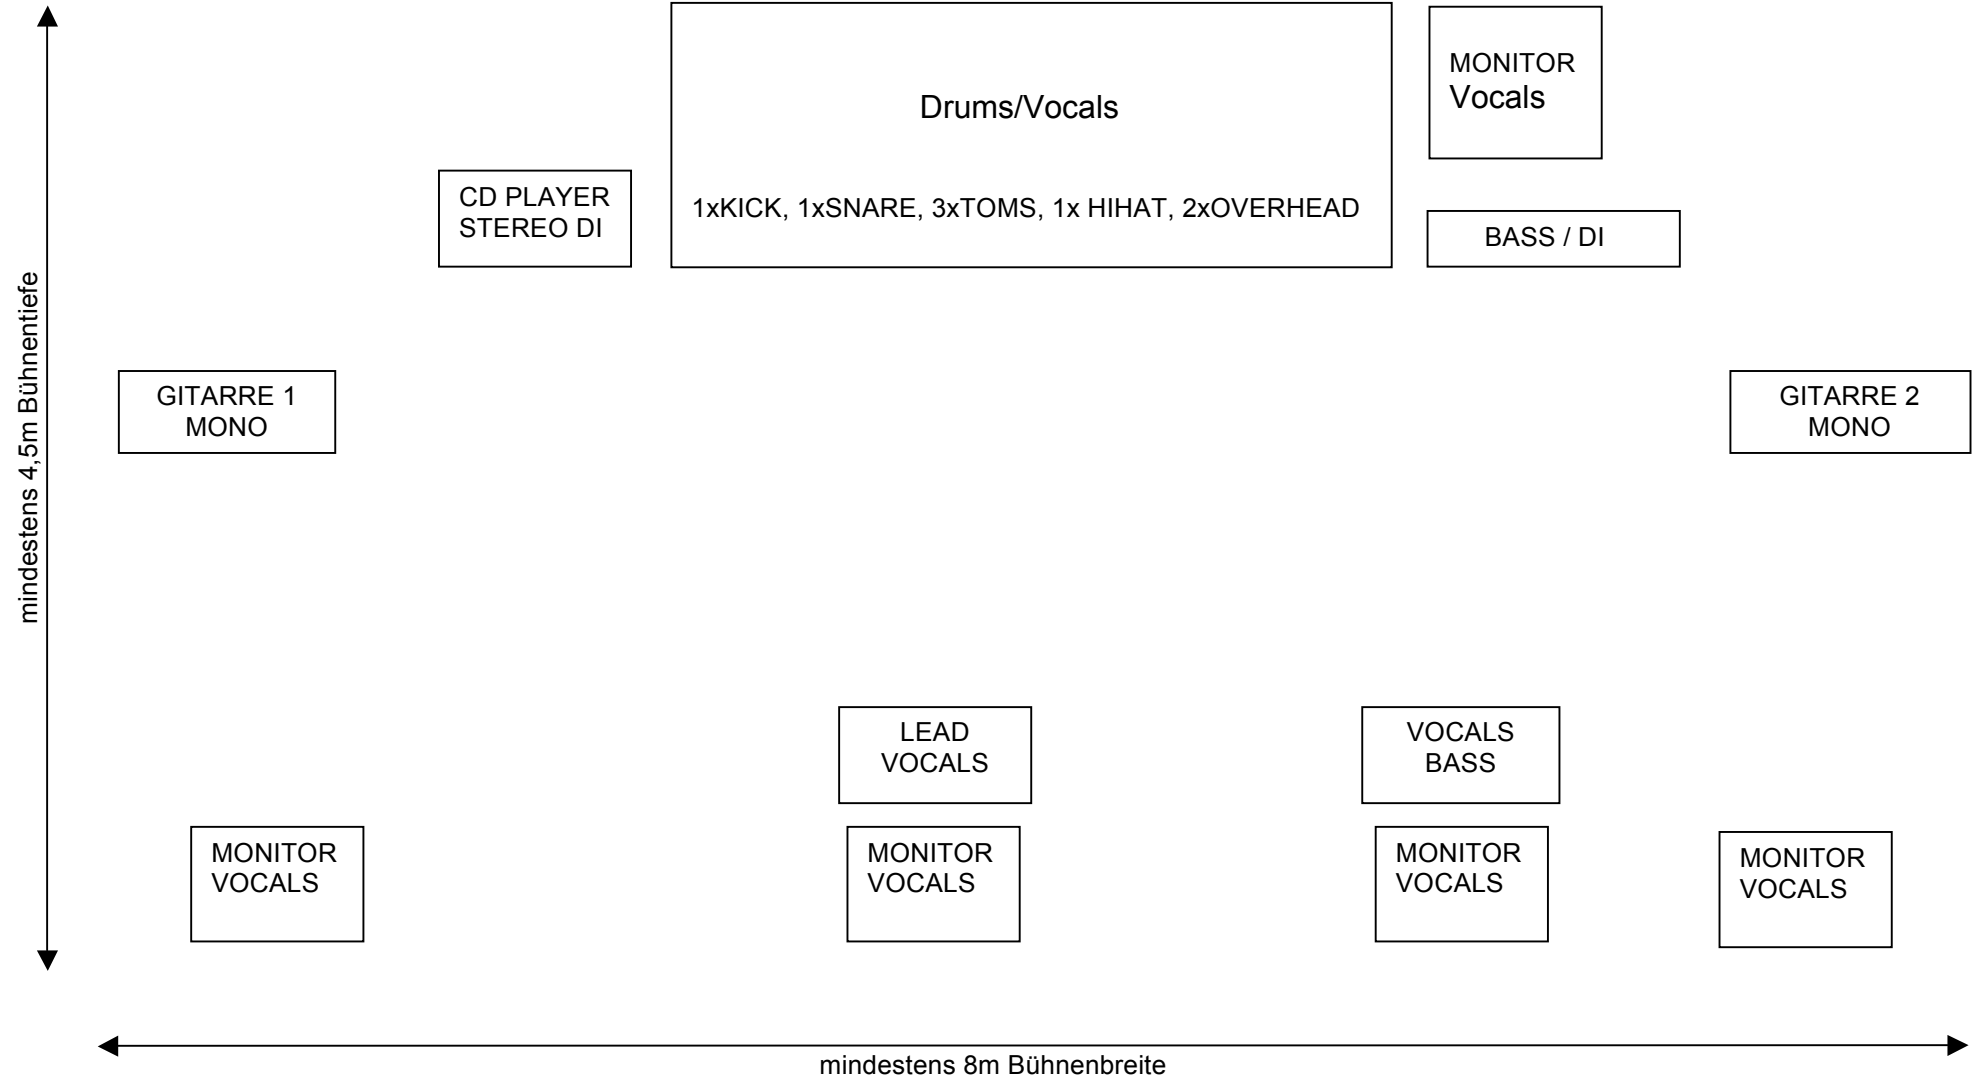 MONITOR
Vocals
Drums/Vocals
CD PLAYER
STEREO DI
1xKICK, 1xSNARE, 3xTOMS, 1x HIHAT, 2xOVERHEAD
BASS / DI
mindestens 4,5m Bühnentiefe
GITARRE 1
MONO
GITARRE 2
MONO
LEAD
VOCALS
VOCALS
BASS
MONITOR
VOCALS
MONITOR
VOCALS
MONITOR
VOCALS
MONITOR
VOCALS
mindestens 8m Bühnenbreite